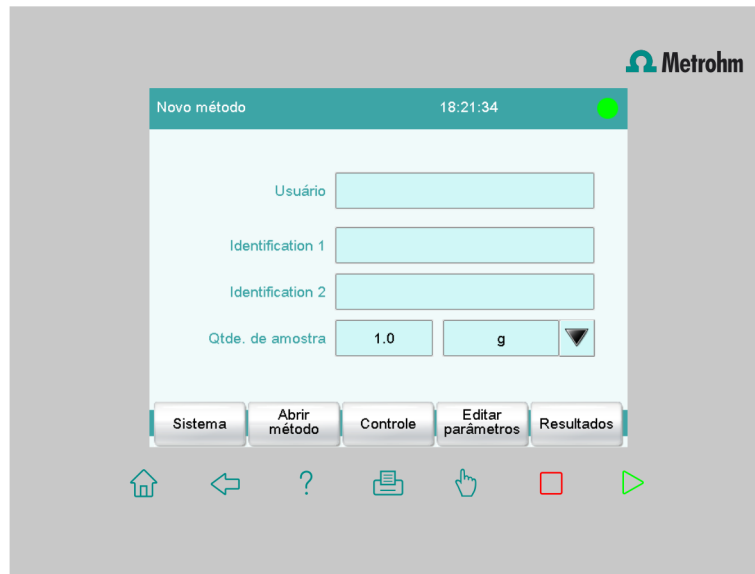 Metrohm
Novo método 18:21:34
Usuário
Identification 1
Identification 2
Qtde. de amostra 1.0 g
Sistema Abrir método Controle Editar parâmetros Resultados
?